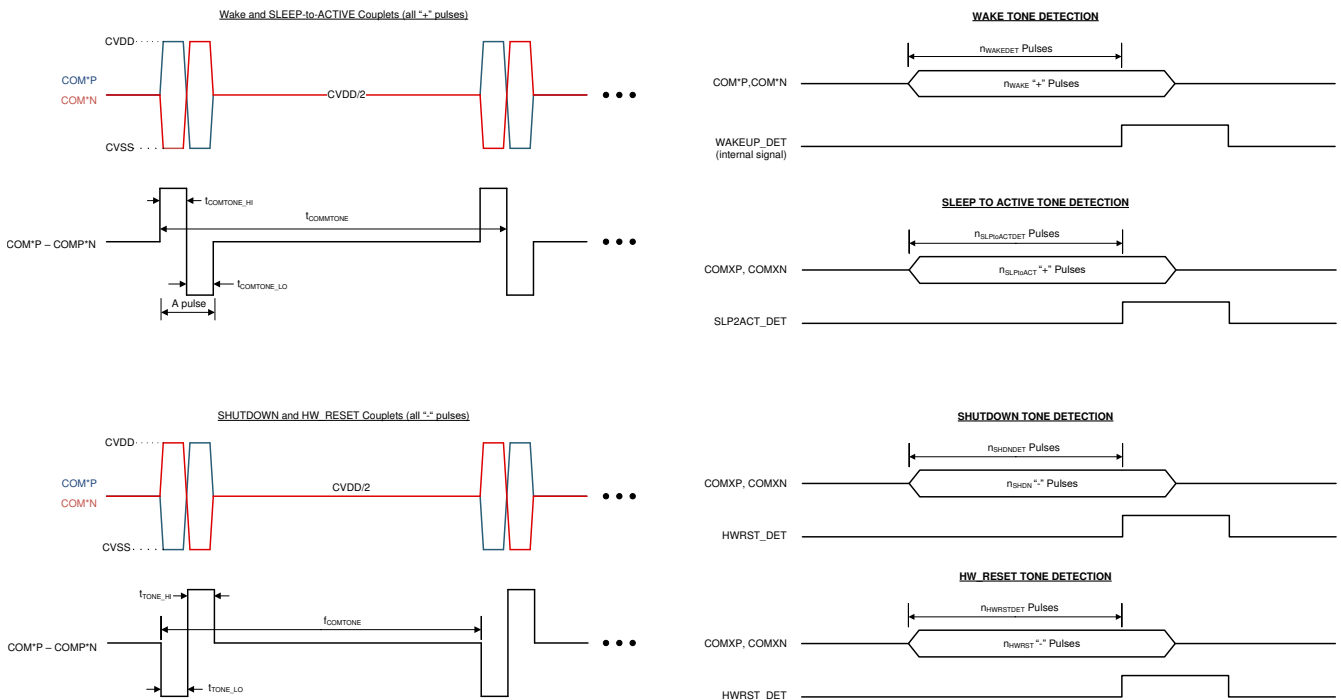 Wake and SLEEP-to-ACTIVE Couplets (all “+” pulses)
CVDD
COM*P
COM*N
CVDD/2
CVSS
tCOMTONE_HI
tCOMMTONE
COM*P – COMP*N
tCOMTONE_LO
A pulse
WAKE TONE DETECTION
nWAKEDET Pulses
COM*P,COM*N
nWAKE “+” Pulses
WAKEUP_DET
(internal signal)
SLEEP TO ACTIVE TONE DETECTION
nSLPtoACTDET Pulses
COMXP, COMXN
nSLPtoACT “+” Pulses
SLP2ACT_DET
SHUTDOWN and HW_RESET Couplets (all “-“ pulses)
CVDD
COM*P
COM*N
CVDD/2
CVSS
tTONE_HI
fCOMTONE
COM*P – COMP*N
tTONE_LO
SHUTDOWN TONE DETECTION
nSHDNDET Pulses
COMXP, COMXN
nSHDN “-” Pulses
HWRST_DET
HW_RESET TONE DETECTION
nHWRSTDET Pulses
COMXP, COMXN
nHWRST “-” Pulses
HWRST_DET